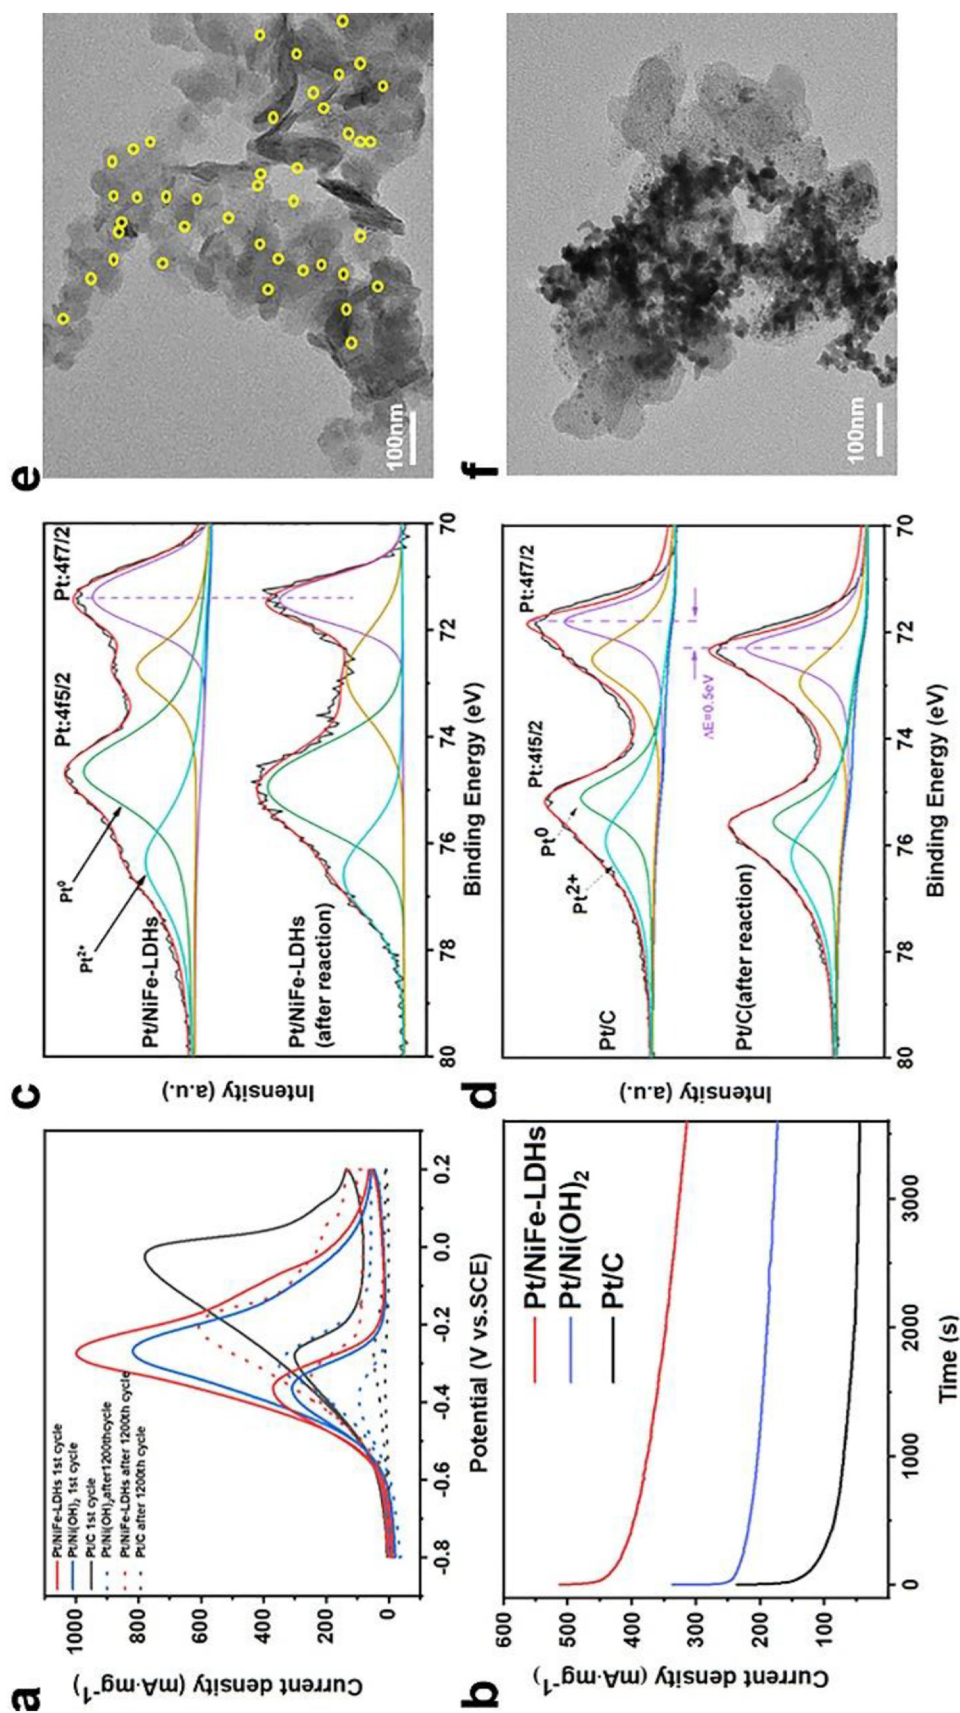 a
Current density (mA·mg⁻¹)
1000
800
600
400
200
0
-0.8
-0.6
-0.4
-0.2
0.0
0.2
Potential (V vs.SCE)
Pt/NiFe-LDHs 1st cycle
Pt/Ni(OH)₂ 1st cycle
Pt/C 1st cycle
Pt/Ni(OH)₂after1200thcycle
Pt/NiFe-LDHs after 1200th cycle
Pt/C after 1200th cycle
b
Current density (mA·mg⁻¹)
600
500
400
300
200
100
0
1000
2000
3000
Time (s)
Pt/NiFe-LDHs
Pt/Ni(OH)₂
Pt/C
c
Intensity (a.u.)
Pt:4f5/2
Pt:4f7/2
Pt⁰
Pt²⁺
Pt/NiFe-LDHs
Pt/NiFe-LDHs
(after reaction)
80
78
76
74
72
70
Binding Energy (eV)
d
Intensity (a.u.)
Pt:4f5/2
Pt:4f7/2
Pt0
Pt2+
Pt/C
ΔE=0.5eV
Pt/C(after reaction)
80
78
76
74
72
70
Binding Energy (eV)
e
100nm
f
100nm